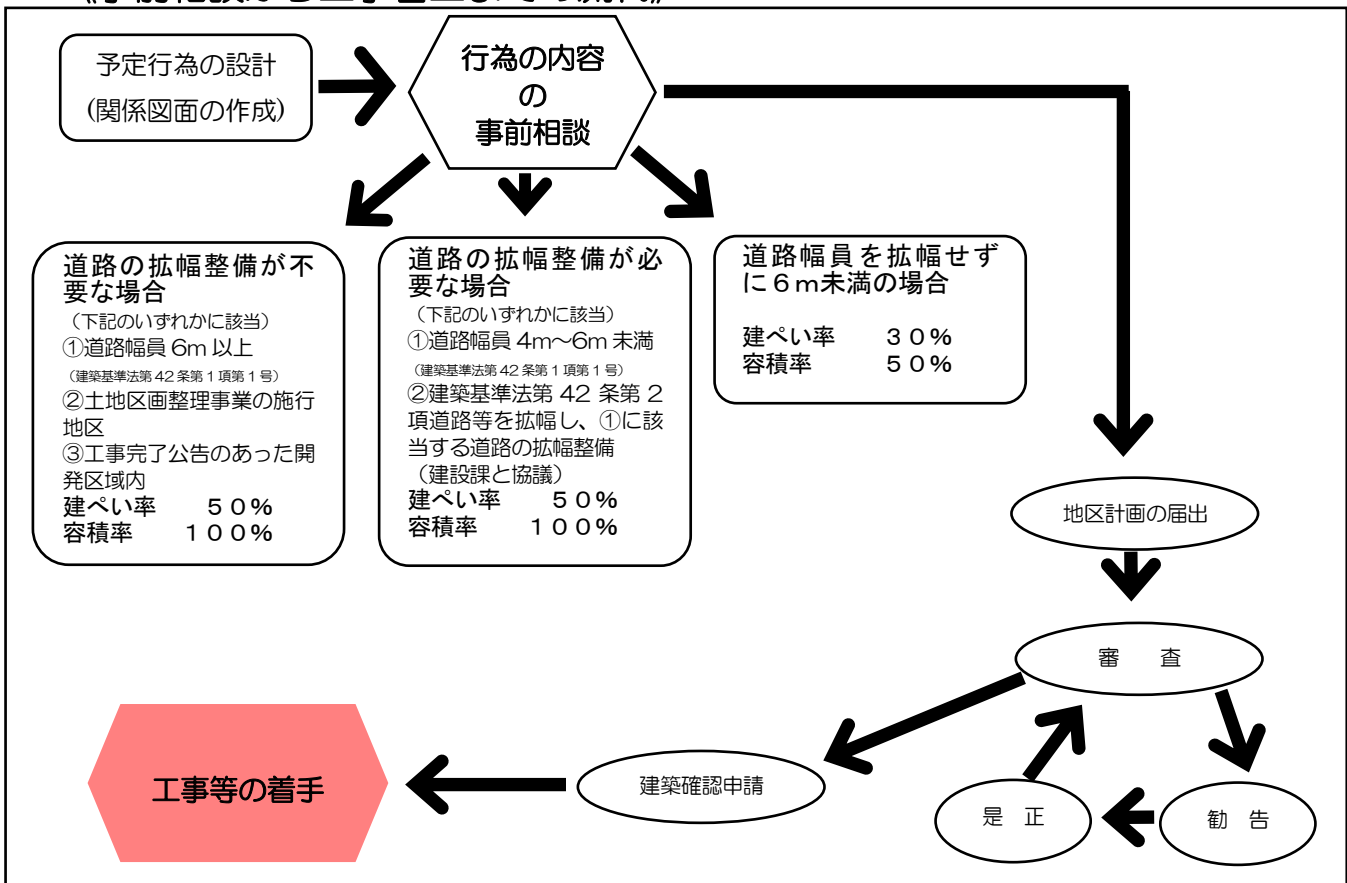 予定行為の設計
(関係図面の作成)
行為の内容
の
事前相談
道路の拡幅整備が不
要な場合
（下記のいずれかに該当）
①道路幅員 6m 以上
（建築基準法第 42 条第 1 項第 1 号）
②土地区画整理事業の施行
地区
③工事完了公告のあった開
発区域内
建ぺい率　５０％
容積率　１００％
道路の拡幅整備が必
要な場合
（下記のいずれかに該当）
①道路幅員 4m～6m 未満
（建築基準法第 42 条第 1 項第 1 号）
②建築基準法第 42 条第 2
項道路等を拡幅し、①に該
当する道路の拡幅整備
（建設課と協議）
建ぺい率　５０％
容積率　１００％
道路幅員を拡幅せず
に６ｍ未満の場合
建ぺい率　３０％
容積率　５０％
地区計画の届出
審　査
勧　告
是　正
建築確認申請
工事等の着手